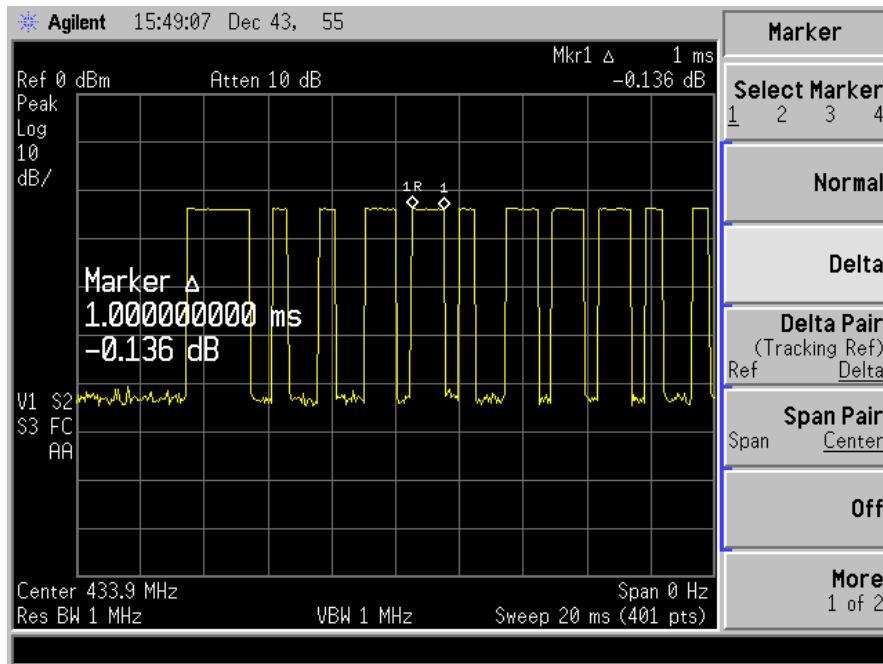 Agilent 15:49:07 Dec 43, 55
Mkr1 Δ 1 ms
Ref 0 dBm Atten 10 dB -0.136 dB
Peak
Log
10
dB/
1R 1
Marker Δ
1.000000000 ms
-0.136 dB
V1 S2
S3 FC
AA
Center 433.9 MHz Span 0 Hz
Res BW 1 MHz VBW 1 MHz Sweep 20 ms (401 pts)
Marker
Select Marker
1 2 3 4
Normal
Delta
Delta Pair
(Tracking Ref)
Ref Delta
Span Pair
Span Center
Off
More
1 of 2